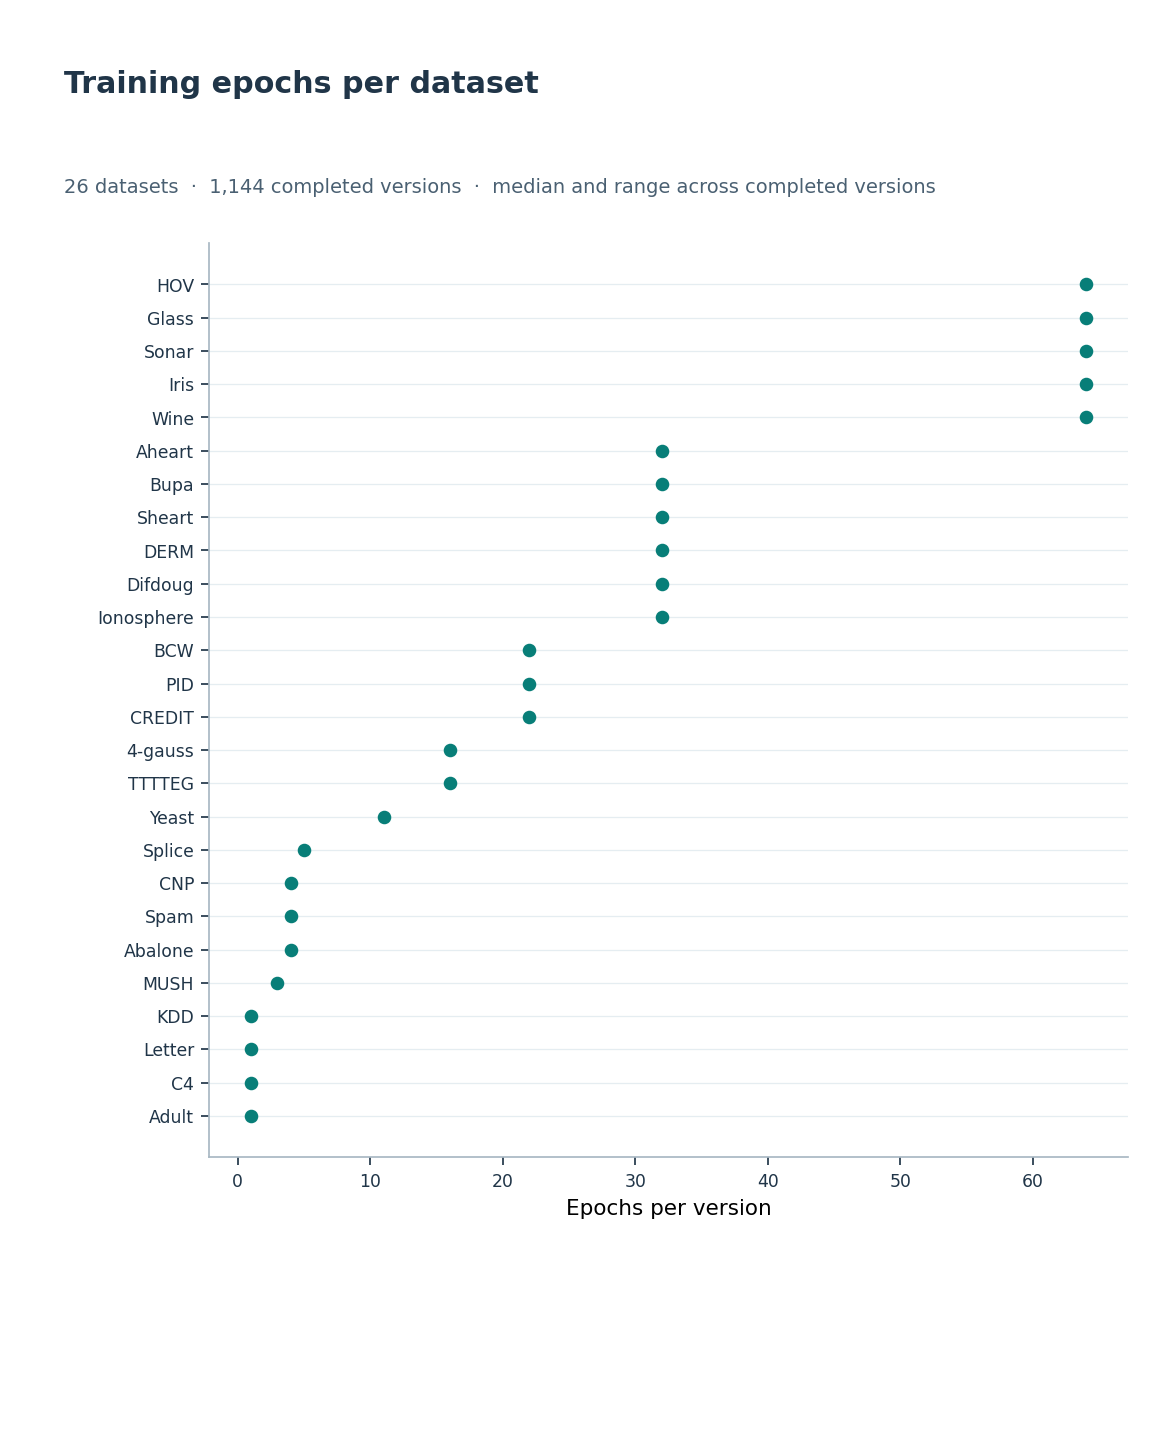 Training epochs per dataset
26 datasets · 1,144 completed versions · median and range across completed versions
HOV
Glass
Sonar
Iris
Wine
Aheart
Bupa
Sheart
DERM
Difdoug
Ionosphere
BCW
PID
CREDIT
4-gauss
TTTTEG
Yeast
Splice
CNP
Spam
Abalone
MUSH
KDD
Letter
C4
Adult
0 10 20 30 40 50 60
Epochs per version